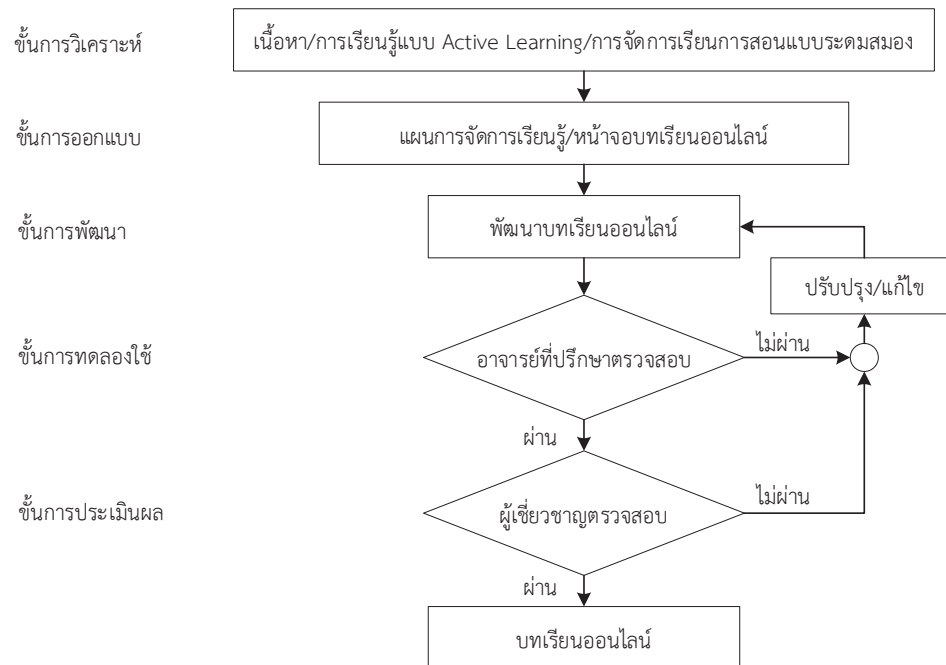 ขั้นการวิเคราะห์
เนื้อหา/การเรียนรู้แบบ Active Learning/การจัดการเรียนการสอนแบบระดมสมอง
ขั้นการออกแบบ
แผนการจัดการเรียนรู้/หน้าจอบทเรียนออนไลน์
ขั้นการพัฒนา
พัฒนาบทเรียนออนไลน์
ปรับปรุง/แก้ไข
ขั้นการทดลองใช้
อาจารย์ที่ปรึกษาตรวจสอบ
ไม่ผ่าน
ผ่าน
ขั้นการประเมินผล
ผู้เชี่ยวชาญตรวจสอบ
ไม่ผ่าน
ผ่าน
บทเรียนออนไลน์